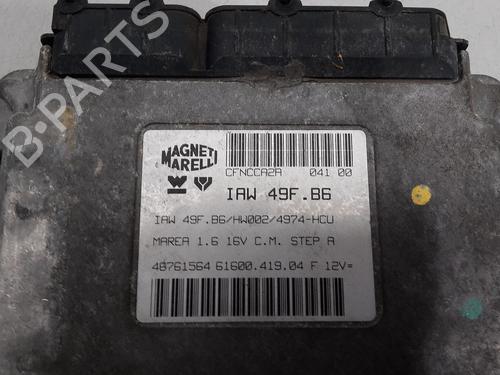 B-PARTS
MAGNETI MARELLI
CFNCCA2A 041 00
IAW 49F.B6
IAW 49F.B6/HW002/4974-HCU
MAREA 1.6 16V C.M. STEP A
48761564 61600.419.04 F 12V=